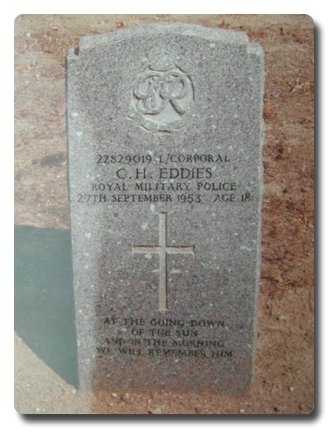 22829019 L/CORPORAL
C. H. EDDIES
ROYAL MILITARY POLICE
27TH SEPTEMBER 1953 AGE 18
AT THE GOING DOWN
OF THE SUN
AND IN THE MORNING
WE WILL REMEMBER HIM.